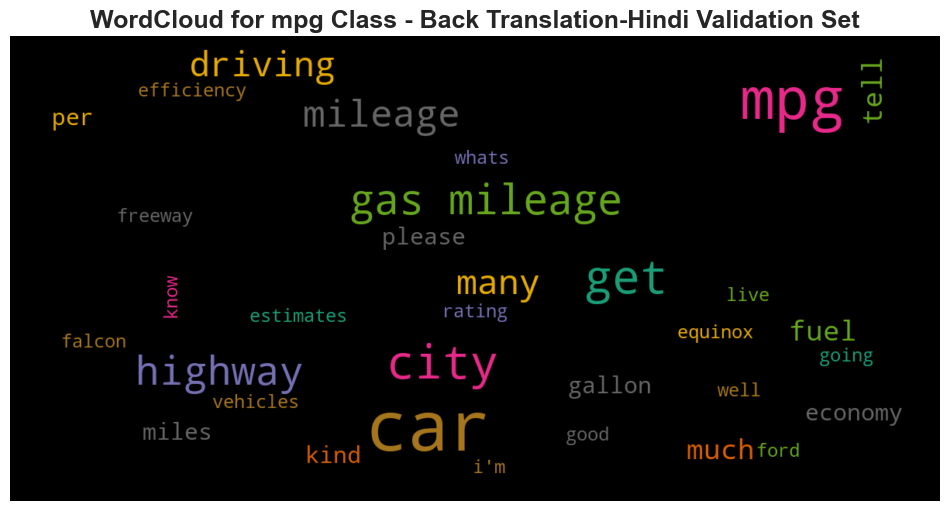 WordCloud for mpg Class - Back Translation-Hindi Validation Set
driving
efficiency
per
mileage
mpg
tell
whats
gas mileage
freeway
please
many
get
know
live
estimates
rating
falcon
equinox
fuel
going
highway
city
vehicles
gallon
well
miles
car
economy
good
kind
i'm
much
ford